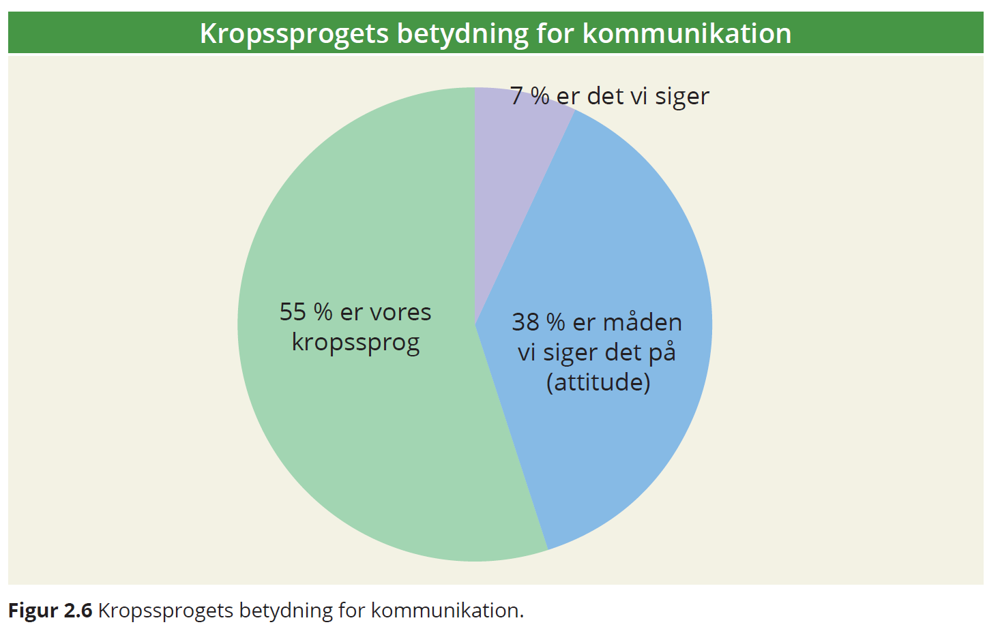 Kropssprogets betydning for kommunikation
7 % er det vi siger
55 % er vores
kropssprog
38 % er måden
vi siger det på
(attitude)
Figur 2.6 Kropssprogets betydning for kommunikation.